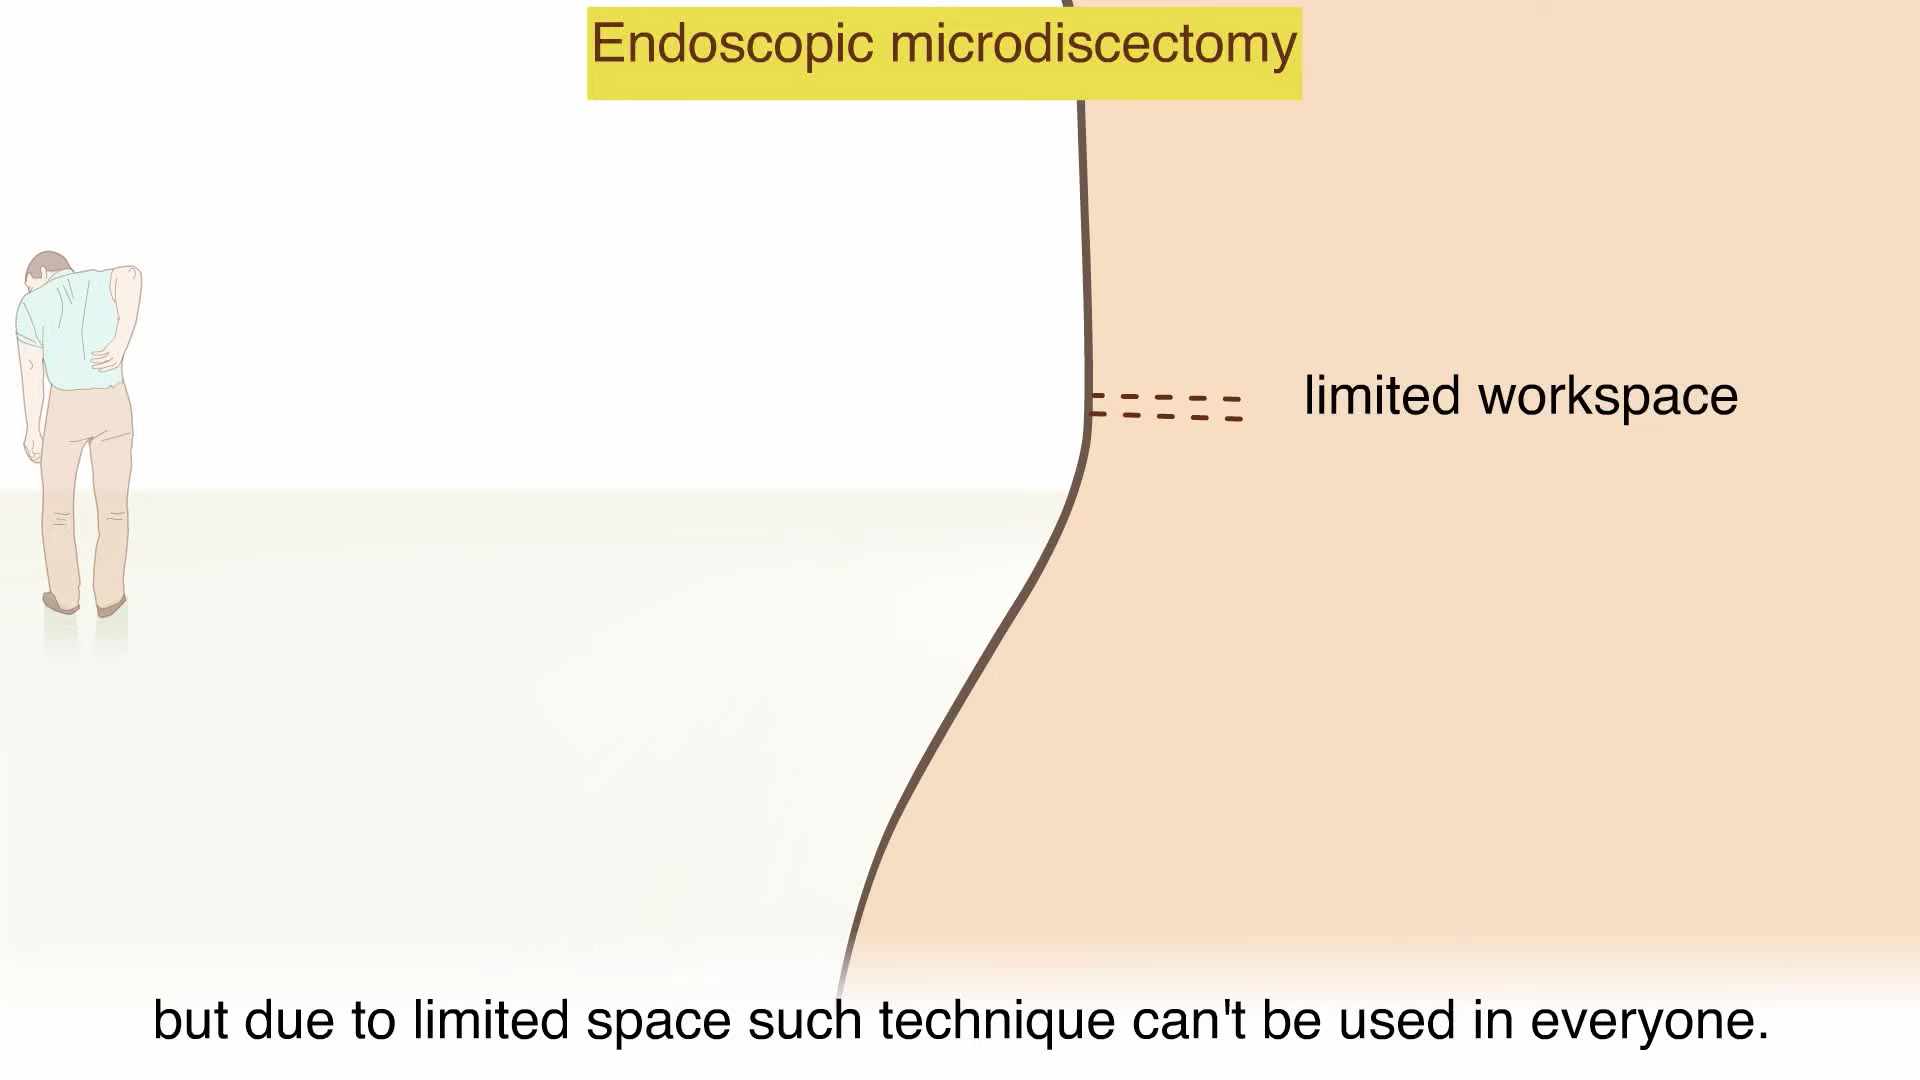 Endoscopic microdiscectomy
limited workspace
but due to limited space such technique can't be used in everyone.